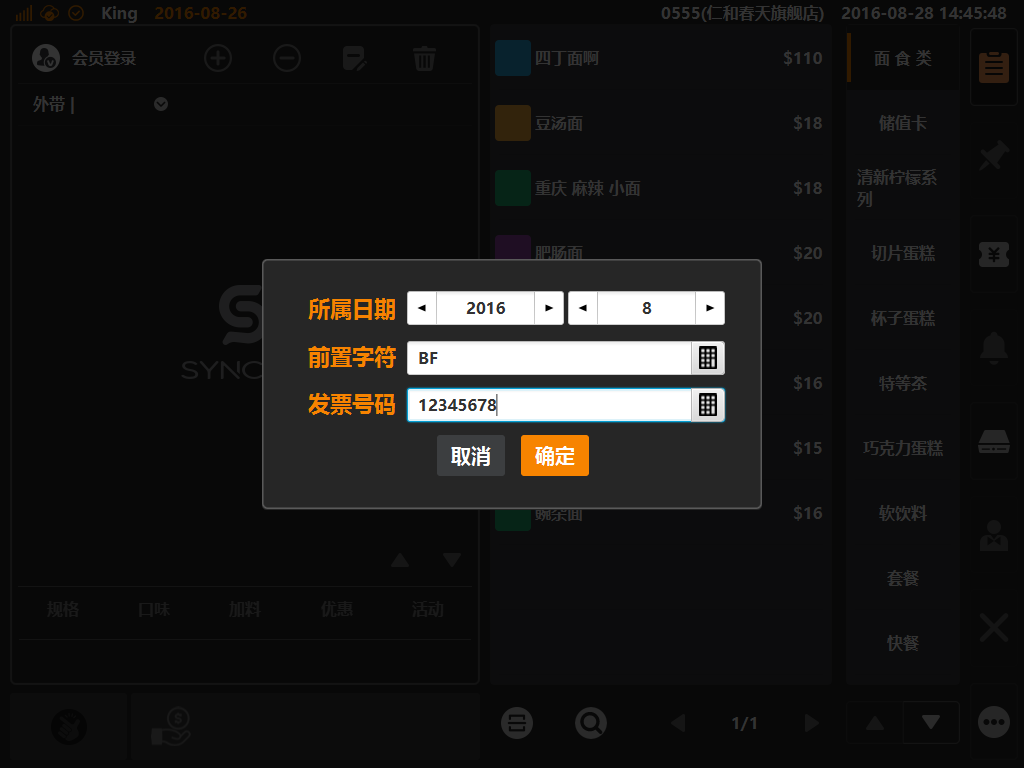 King 2016-08-26
0555(仁和春天旗舰店) 2016-08-28 14:45:48
会员登录
外带 |
四丁面啊 $110
豆汤面 $18
重庆 麻辣 小面 $18
肥肠面 $20
$20
$16
$15
豌杂面 $16
面 食 类
储值卡
清新柠檬系
列
切片蛋糕
杯子蛋糕
特等茶
巧克力蛋糕
软饮料
套餐
快餐
所属日期 2016 8
前置字符 BF
发票号码 12345678
取消 确定
SYNC
规格 口味 加料 优惠 活动
1/1